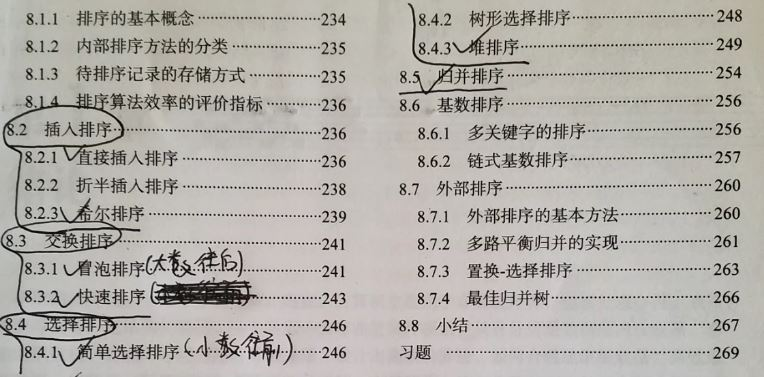 8.1.1 排序的基本概念 234
8.1.2 内部排序方法的分类 235
8.1.3 待排序记录的存储方式 235
8.1.4 排序算法效率的评价指标 236
8.2 插入排序 236
8.2.1 直接插入排序 236
8.2.2 折半插入排序 238
8.2.3 希尔排序 239
8.3 交换排序 241
8.3.1 冒泡排序(大数往后) 241
8.3.2 快速排序 243
8.4 选择排序 246
8.4.1 简单选择排序(小数往前) 246
8.4.2 树形选择排序 248
8.4.3 堆排序 249
8.5 归并排序 254
8.6 基数排序 256
8.6.1 多关键字的排序 256
8.6.2 链式基数排序 257
8.7 外部排序 260
8.7.1 外部排序的基本方法 260
8.7.2 多路平衡归并的实现 261
8.7.3 置换-选择排序 263
8.7.4 最佳归并树 266
8.8 小结 267
习题 269